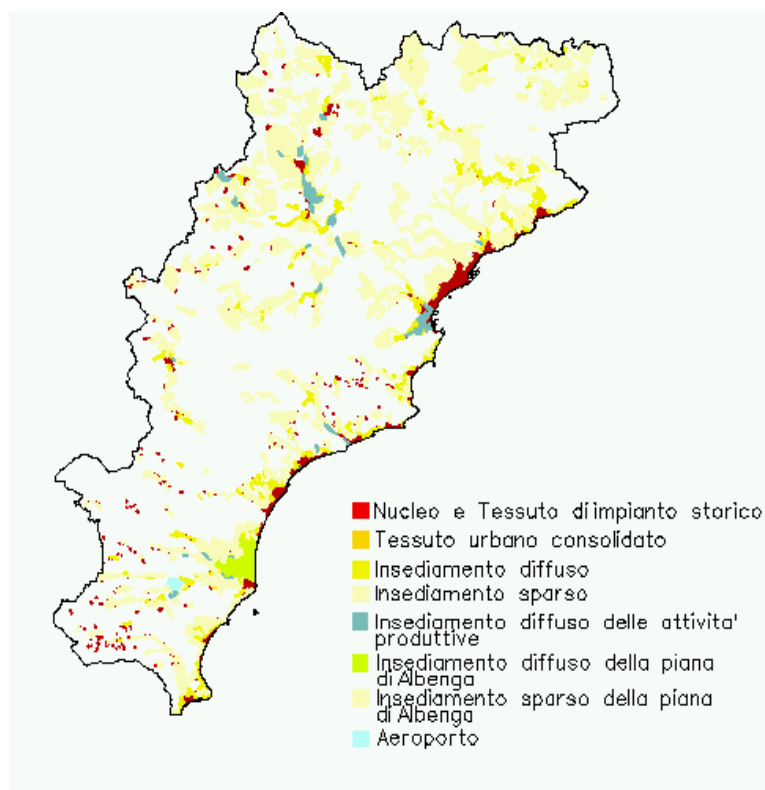 Nucleo e Tessuto di impianto storico
Tessuto urbano consolidato
Insediamento diffuso
Insediamento sparso
Insediamento diffuso delle attivita'
produttive
Insediamento diffuso della piana
di Albenga
Insediamento sparso della piana
di Albenga
Aeroporto